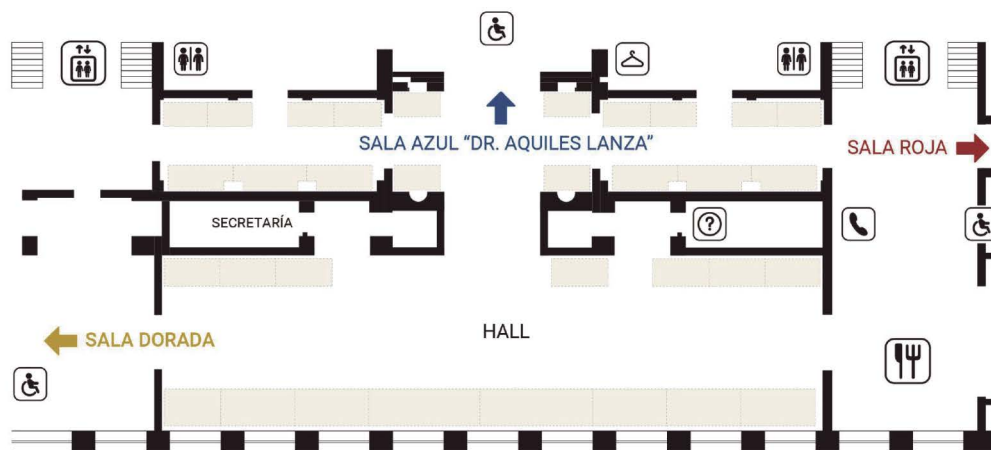 SALA AZUL “DR. AQUILES LANZA”
SALA ROJA
SECRETARÍA
?
SALA DORADA
HALL